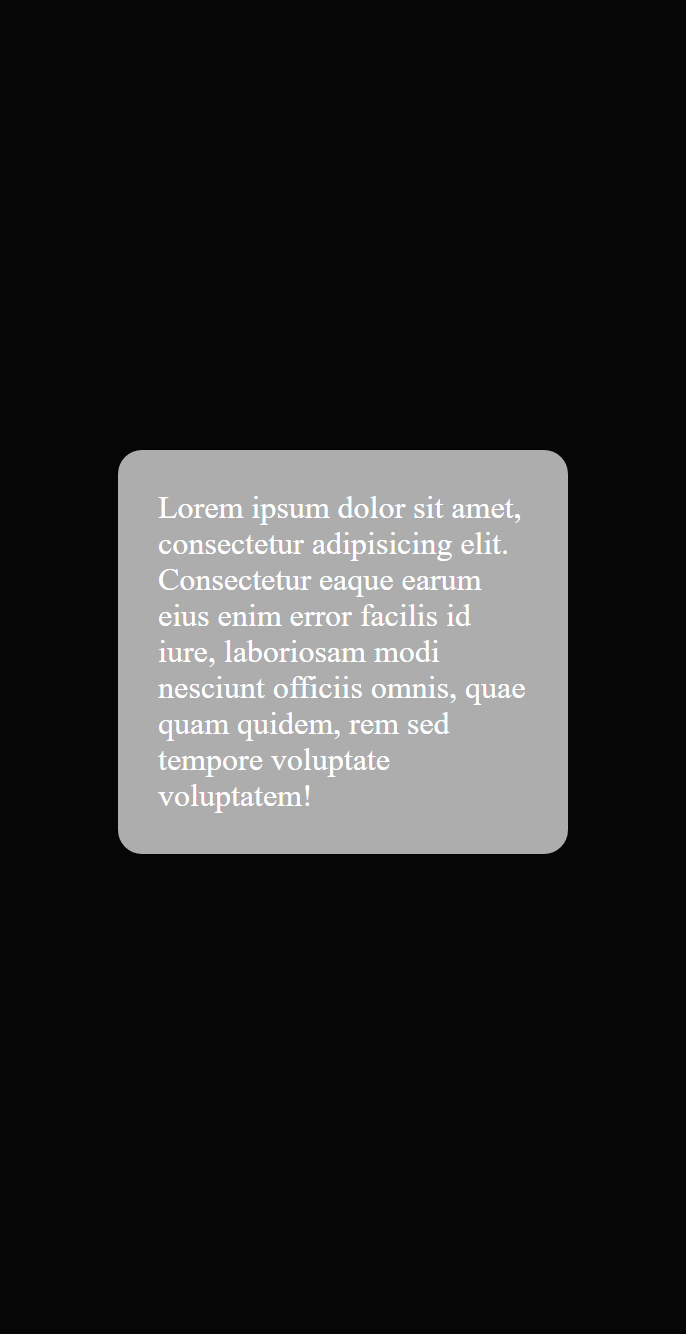 Lorem ipsum dolor sit amet,
consectetur adipisicing elit.
Consectetur eaque earum
eius enim error facilis id
iure, laboriosam modi
nesciunt officiis omnis, quae
quam quidem, rem sed
tempore voluptate
voluptatem!